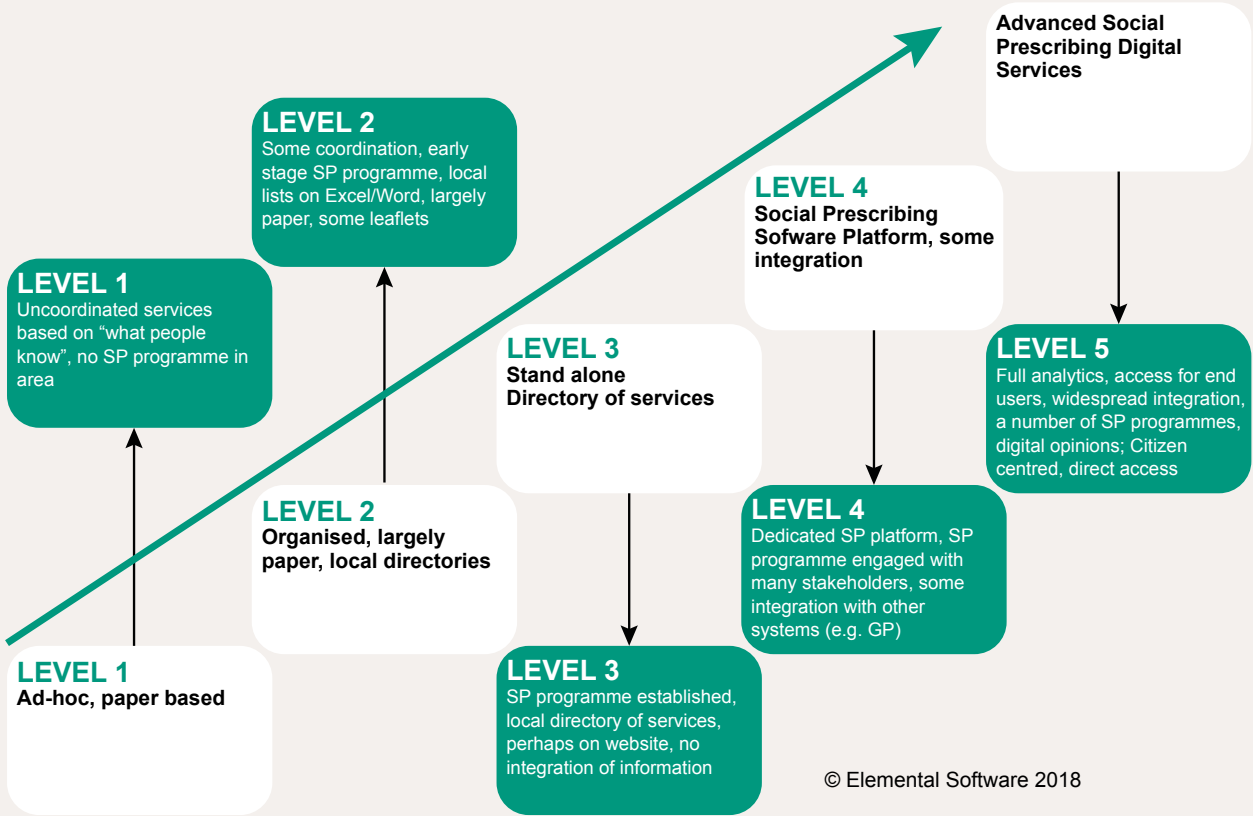 Advanced Social
Prescribing Digital
Services
LEVEL 2
Some coordination, early
stage SP programme, local
lists on Excel/Word, largely
paper, some leaflets
LEVEL 4
Social Prescribing
Sofware Platform, some
integration
LEVEL 1
Uncoordinated services
based on “what people
know”, no SP programme in
area
LEVEL 3
Stand alone
Directory of services
LEVEL 5
Full analytics, access for end
users, widespread integration,
a number of SP programmes,
digital opinions; Citizen
centred, direct access
LEVEL 2
Organised, largely
paper, local directories
LEVEL 4
Dedicated SP platform, SP
programme engaged with
many stakeholders, some
integration with other
systems (e.g. GP)
LEVEL 1
Ad-hoc, paper based
LEVEL 3
SP programme established,
local directory of services,
perhaps on website, no
integration of information
© Elemental Software 2018